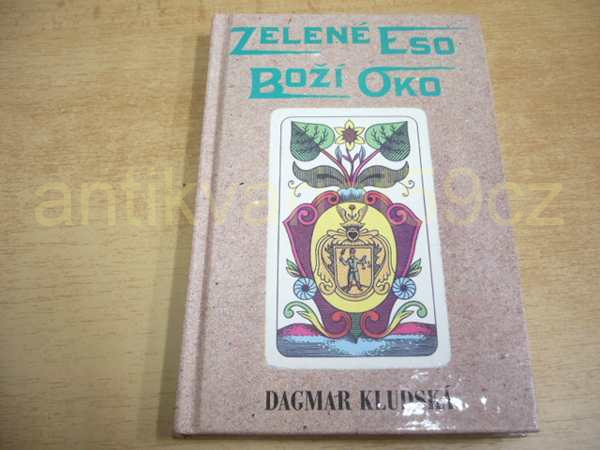 ZELENÉ ESO
BOŽÍ OKO
DAGMAR KLUDSKÁ